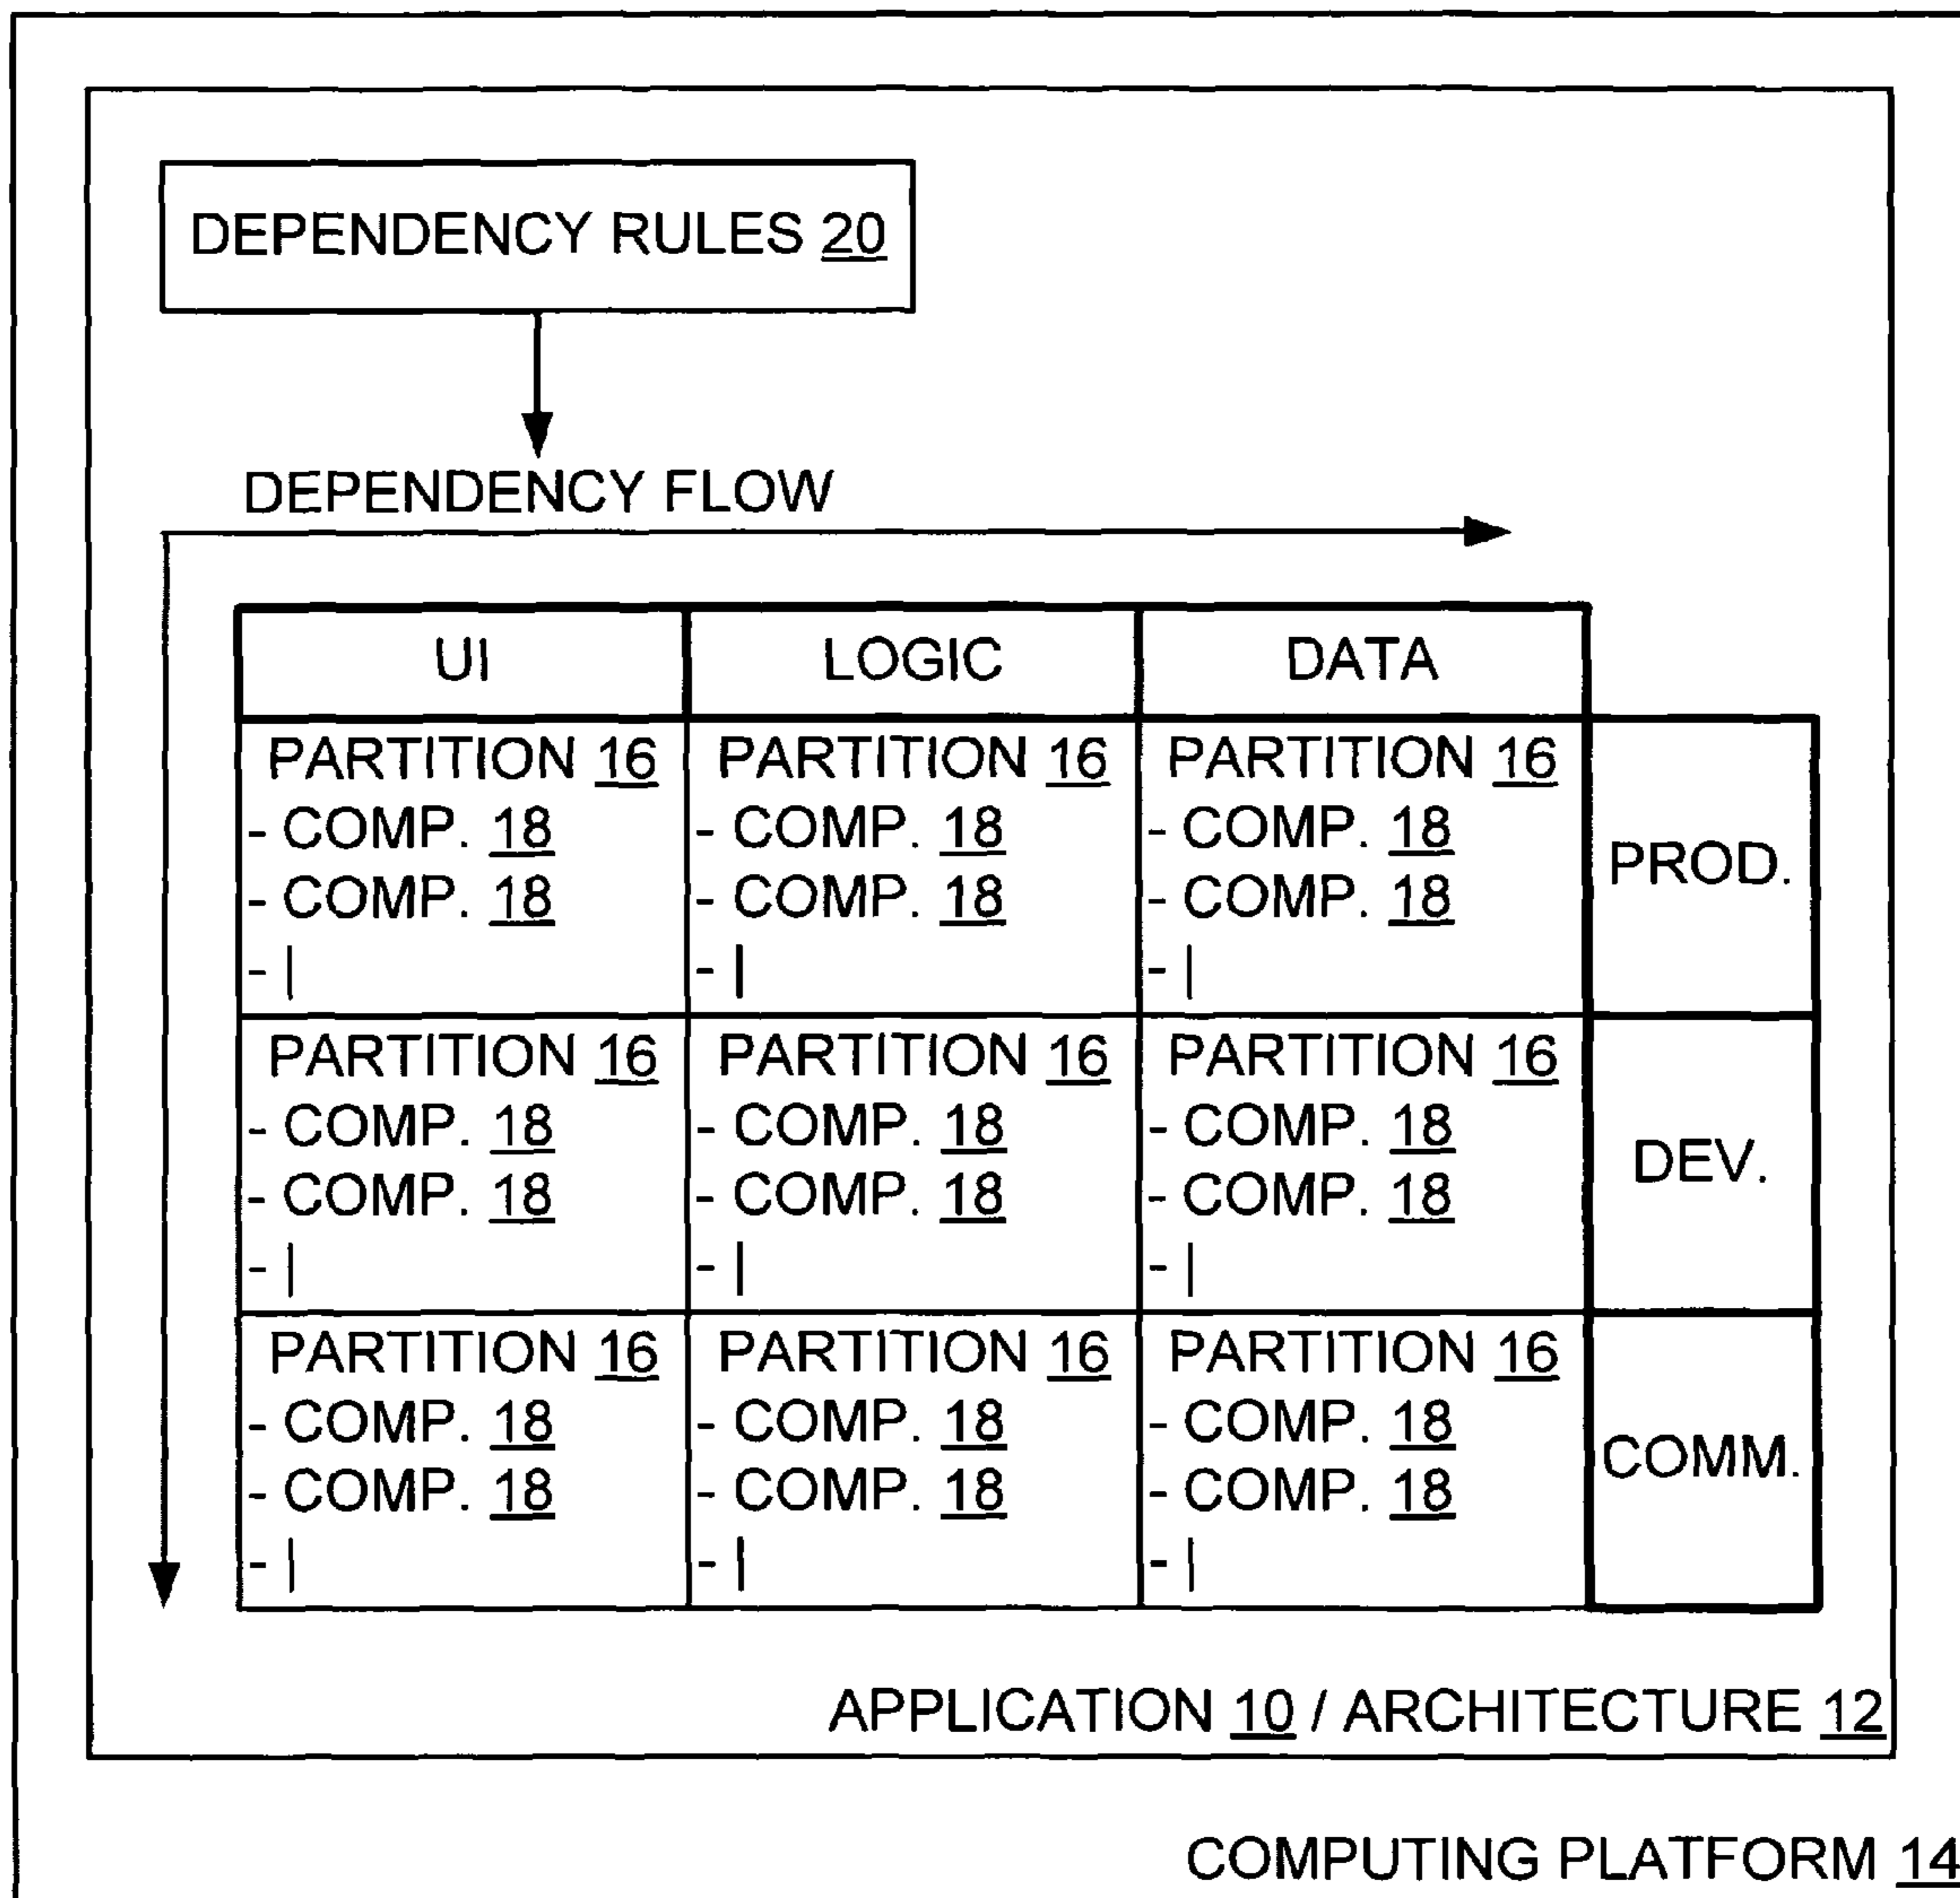 DEPENDENCY RULES 20
DEPENDENCY FLOW
UI LOGIC DATA
PARTITION 16 PARTITION 16 PARTITION 16
- COMP. 18 - COMP. 18 - COMP. 18
PROD.
- COMP. 18 - COMP. 18 - COMP. 18
- | - | - |
PARTITION 16 PARTITION 16 PARTITION 16
- COMP. 18 - COMP. 18 - COMP. 18
DEV.
- COMP. 18 - COMP. 18 - COMP. 18
- | - | - |
PARTITION 16 PARTITION 16 PARTITION 16
- COMP. 18 - COMP. 18 - COMP. 18
COMM.
- COMP. 18 - COMP. 18 - COMP. 18
- | - | - |
APPLICATION 10 / ARCHITECTURE 12
COMPUTING PLATFORM 14